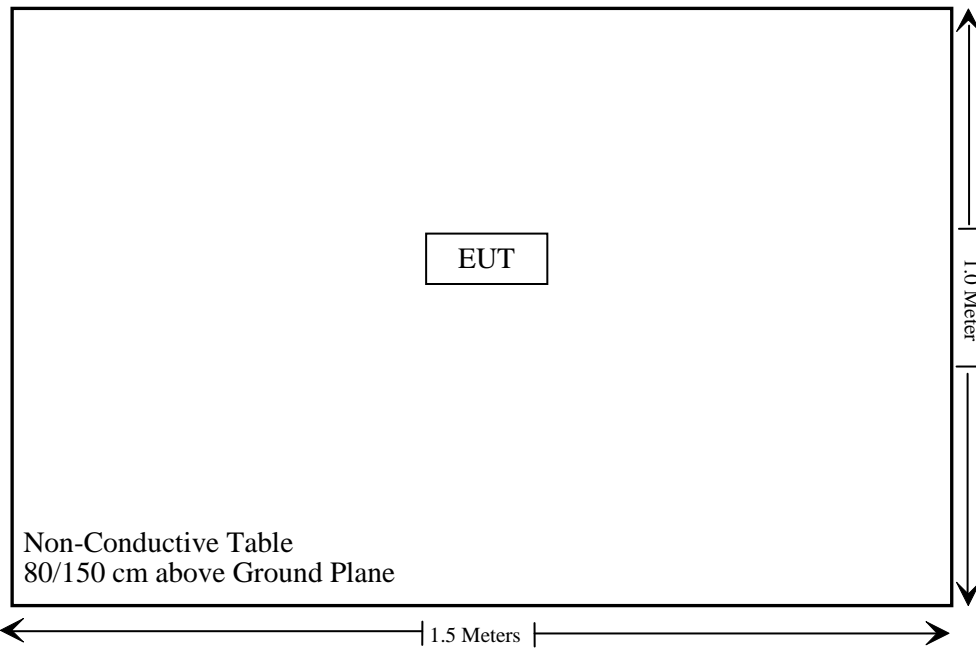 EUT
1.0 Meter
Non-Conductive Table
80/150 cm above Ground Plane
1.5 Meters